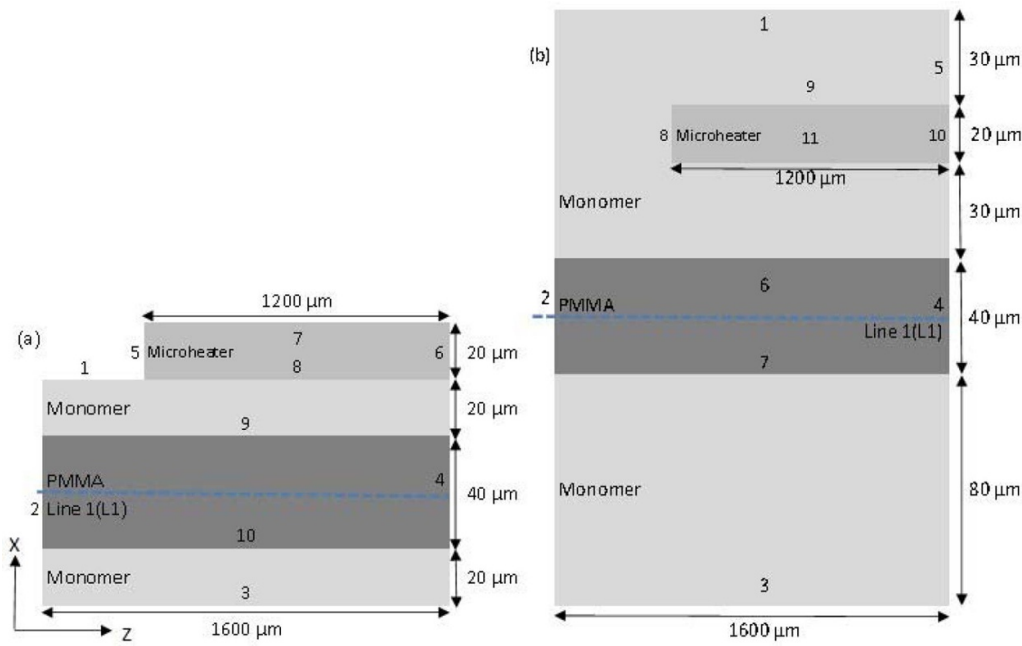 (a)
1200 µm
7
5
Microheater
6
20 µm
8
1
Monomer
20 µm
9
PMMA
4
40 µm
2
Line 1(L1)
10
X
Monomer
20 µm
3
1600 µm
Z
(b)
1
30 µm
5
9
8
Microheater
11
10
20 µm
1200 µm
Monomer
30 µm
6
2
PMMA
4
40 µm
Line 1(L1)
7
Monomer
80 µm
3
1600 µm